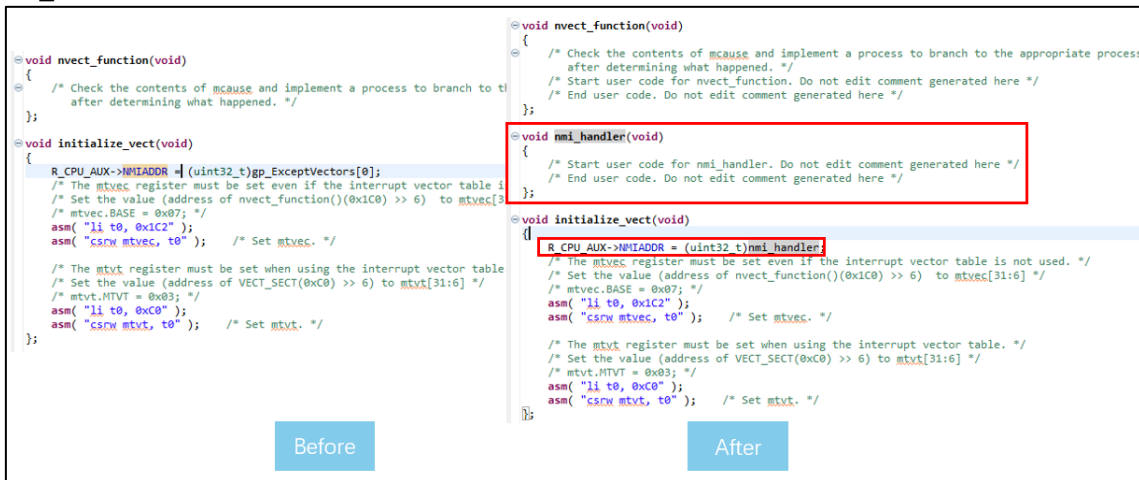 void nvect_function(void)
{
/* Check the contents of mcause and implement a process to branch to th
after determining what happened. */
};
void initialize_vect(void)
{
R_CPU_AUX->NMIADDR = (uint32_t)gp_ExceptVectors[0];
/* The mtvec register must be set even if the interrupt vector table i
/* Set the value (address of nvect_function()(0x1C0) >> 6) to mtvec[3
/* mtvec.BASE = 0x07; */
asm( "li t0, 0x1C2" );
asm( "csrw mtvec, t0" ); /* Set mtvec. */
/* The mtvt register must be set when using the interrupt vector table
/* Set the value (address of VECT_SECT(0xC0) >> 6) to mtvt[31:6] */
/* mtvt.MTVT = 0x03; */
asm( "li t0, 0xC0" );
asm( "csrw mtvt, t0" ); /* Set mtvt. */
};
Before
void nvect_function(void)
{
/* Check the contents of mcause and implement a process to branch to the appropriate process
after determining what happened. */
/* Start user code for nvect_function. Do not edit comment generated here */
/* End user code. Do not edit comment generated here */
};
void nmi_handler(void)
{
/* Start user code for nmi_handler. Do not edit comment generated here */
/* End user code. Do not edit comment generated here */
};
void initialize_vect(void)
{
R_CPU_AUX->NMIADDR = (uint32_t)nmi_handler;
/* The mtvec register must be set even if the interrupt vector table is not used. */
/* Set the value (address of nvect_function()(0x1C0) >> 6) to mtvec[31:6] */
/* mtvec.BASE = 0x07; */
asm( "li t0, 0x1C2" );
asm( "csrw mtvec, t0" ); /* Set mtvec. */
/* The mtvt register must be set when using the interrupt vector table. */
/* Set the value (address of VECT_SECT(0xC0) >> 6) to mtvt[31:6] */
/* mtvt.MTVT = 0x03; */
asm( "li t0, 0xC0" );
asm( "csrw mtvt, t0" ); /* Set mtvt. */
};
After